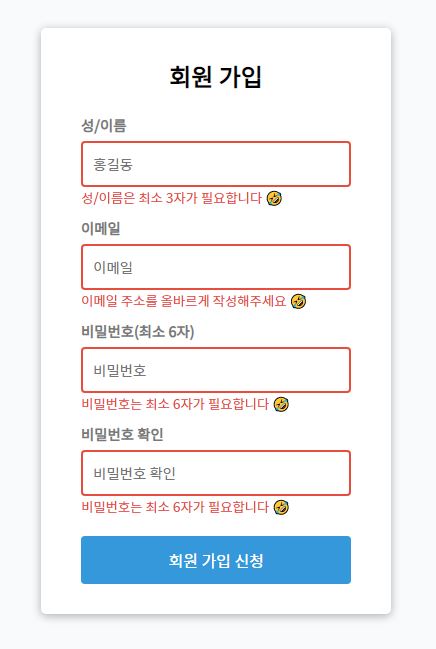 회원 가입
성/이름
홍길동
성/이름은 최소 3자가 필요합니다 🤣
이메일
이메일
이메일 주소를 올바르게 작성해주세요 🤣
비밀번호(최소 6자)
비밀번호
비밀번호는 최소 6자가 필요합니다 🤣
비밀번호 확인
비밀번호 확인
비밀번호는 최소 6자가 필요합니다 🤣
회원 가입 신청